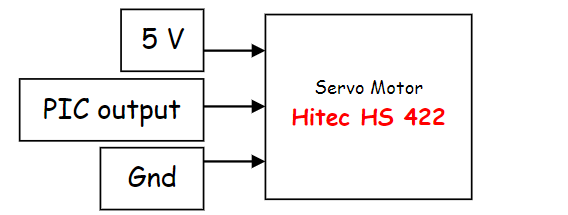 5 V
PIC output
Gnd
Servo Motor
Hitec HS 422